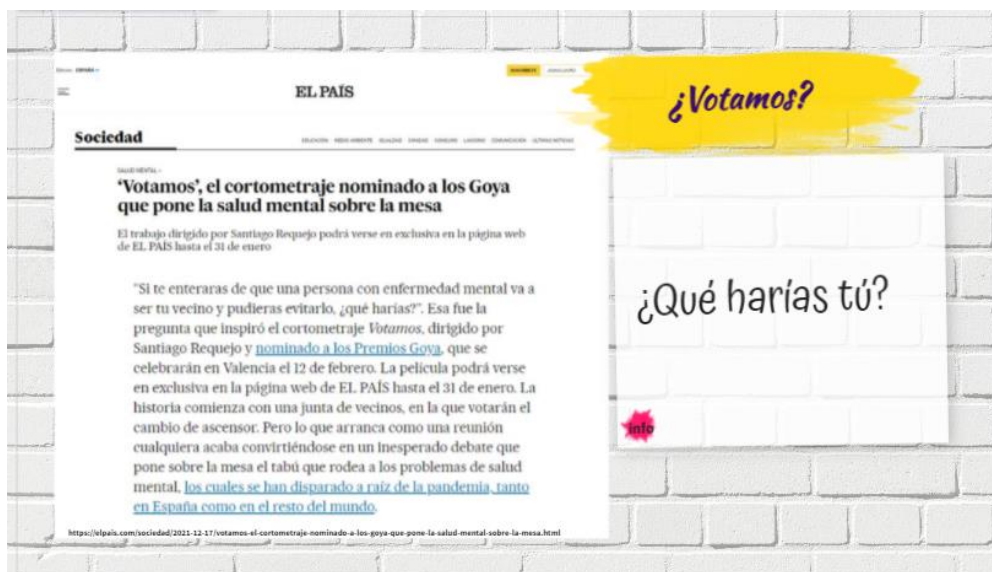 ESPAÑA
EL PAÍS
¿Votamos?
Sociedad
SALUD MENTAL
‘Votamos’, el cortometraje nominado a los Goya
que pone la salud mental sobre la mesa
El trabajo dirigido por Santiago Requejo podrá verse en exclusiva en la página web
de EL PAÍS hasta el 31 de enero
"Si te enteraras de que una persona con enfermedad mental va a
ser tu vecino y pudieras evitarlo, ¿qué harías?". Esa fue la
pregunta que inspiró el cortometraje Votamos, dirigido por
Santiago Requejo y nominado a los Premios Goya, que se
celebrarán en Valencia el 12 de febrero. La película podrá verse
en exclusiva en la página web de EL PAÍS hasta el 31 de enero. La
historia comienza con una junta de vecinos, en la que votarán el
cambio de ascensor. Pero lo que arranca como una reunión
cualquiera acaba convirtiéndose en un inesperado debate que
pone sobre la mesa el tabú que rodea a los problemas de salud
mental, los cuales se han disparado a raíz de la pandemia, tanto
en España como en el resto del mundo.
¿Qué harías tú?
info
https://elpais.com/sociedad/2021-12-17/votamos-el-cortometraje-nominado-a-los-goya-que-pone-la-salud-mental-sobre-la-mesa.html